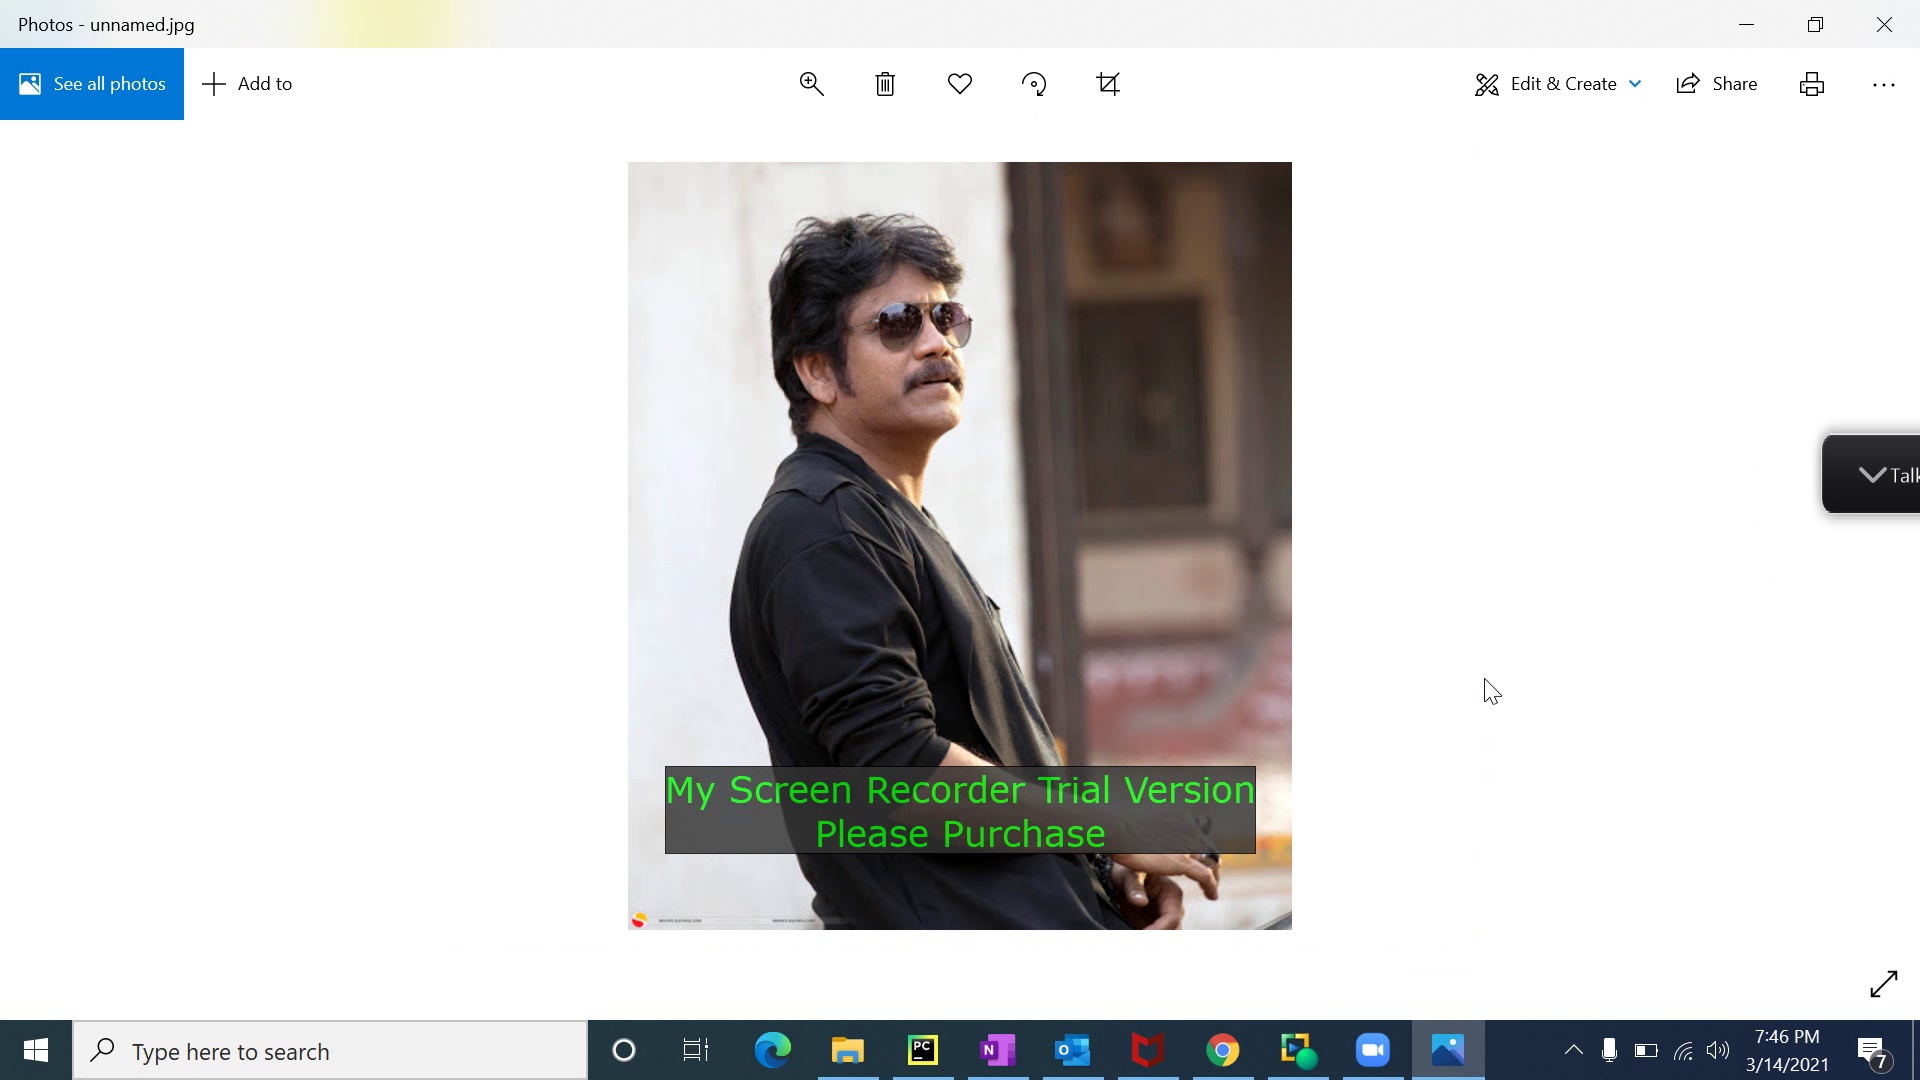 Photos - unnamed.jpg
See all photos
Add to
Edit & Create
Share
Talk
My Screen Recorder Trial Version
Please Purchase
Type here to search
PC
N
7:46 PM
3/14/2021
7